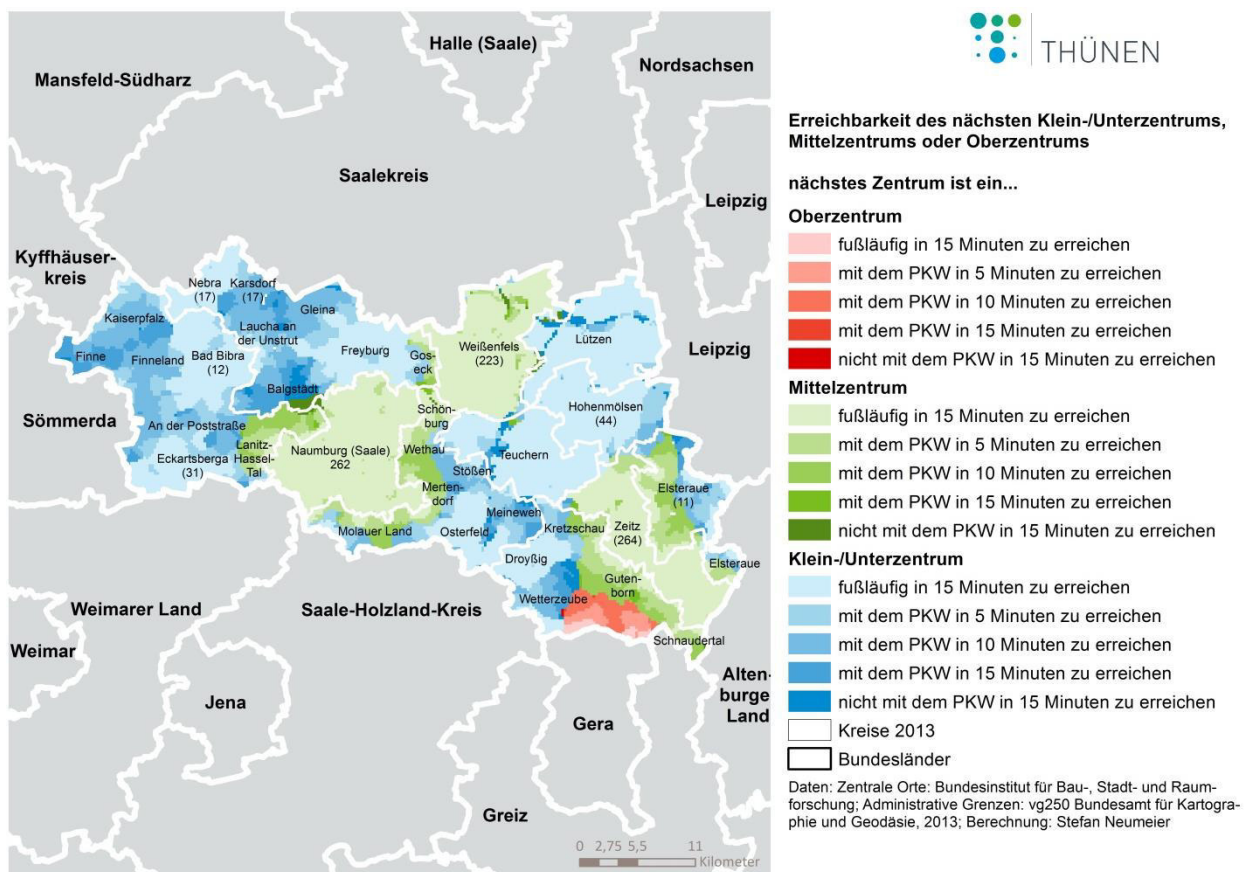 Halle (Saale)
Mansfeld-Südharz
Nordsachsen
Saalekreis
Leipzig
Kyffhäuser-
kreis
Nebra
(17)
Karsdorf
(17)
Gleina
Kaiserpfalz
Laucha an
der Unstrut
Finne
Finneland
Bad Bibra
(12)
Freyburg
Gos-
eck
Weißenfels
(223)
Lützen
Leipzig
Balgstädt
Sömmerda
Schön-
burg
Hohenmölsen
(44)
An der Poststraße
Lanitz-
Hassel-
Tal
Eckartsberga
(31)
Naumburg (Saale)
262
Wethau
Teuchern
Stößen
Merten-
dorf
Elsteraue
(11)
Meineweh
Molauer Land
Osterfeld
Kretzschau
Zeitz
(264)
Droyßig
Guten-
born
Elsteraue
Wetterzeube
Schnaudertal
Weimarer Land
Saale-Holzland-Kreis
Weimar
Jena
Gera
Alten-
burge
Land
Greiz
0 2,75 5,5 11
Kilometer
THÜNEN
Erreichbarkeit des nächsten Klein-/Unterzentrums,
Mittelzentrums oder Oberzentrums
nächstes Zentrum ist ein...
Oberzentrum
fußläufig in 15 Minuten zu erreichen
mit dem PKW in 5 Minuten zu erreichen
mit dem PKW in 10 Minuten zu erreichen
mit dem PKW in 15 Minuten zu erreichen
nicht mit dem PKW in 15 Minuten zu erreichen
Mittelzentrum
fußläufig in 15 Minuten zu erreichen
mit dem PKW in 5 Minuten zu erreichen
mit dem PKW in 10 Minuten zu erreichen
mit dem PKW in 15 Minuten zu erreichen
nicht mit dem PKW in 15 Minuten zu erreichen
Klein-/Unterzentrum
fußläufig in 15 Minuten zu erreichen
mit dem PKW in 5 Minuten zu erreichen
mit dem PKW in 10 Minuten zu erreichen
mit dem PKW in 15 Minuten zu erreichen
nicht mit dem PKW in 15 Minuten zu erreichen
Kreise 2013
Bundesländer
Daten: Zentrale Orte: Bundesinstitut für Bau-, Stadt- und Raum-
forschung; Administrative Grenzen: vg250 Bundesamt für Kartogra-
phie und Geodäsie, 2013; Berechnung: Stefan Neumeier